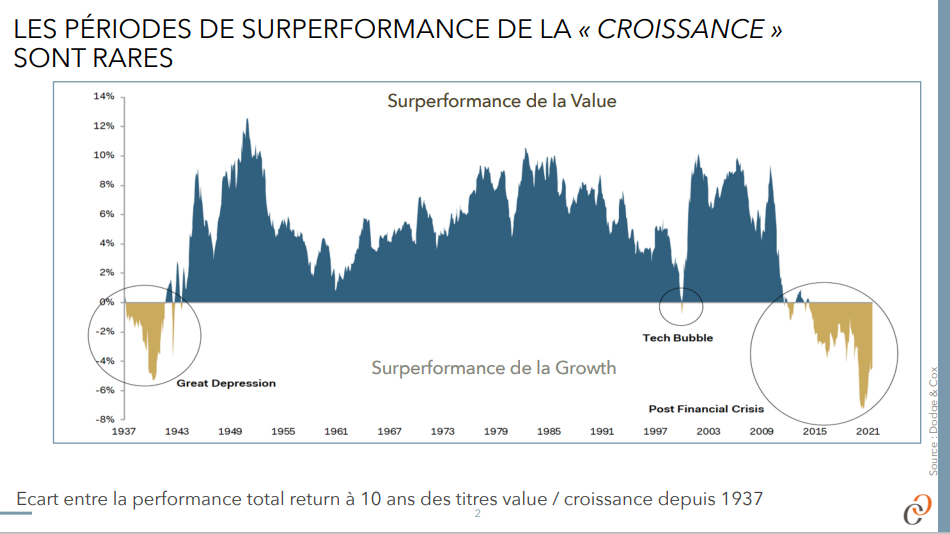 LES PÉRIODES DE SURPERFORMANCE DE LA « CROISSANCE »
SONT RARES
Surperformance de la Value
14%
12%
10%
8%
6%
4%
2%
0%
-2%
-4%
-6%
-8%
Tech Bubble
Surperformance de la Growth
Great Depression
Post Financial Crisis
1937 1943 1949 1955 1961 1967 1973 1979 1985 1991 1997 2003 2009 2015 2021
Source : Dodge & Cox
Ecart entre la performance total return à 10 ans des titres value / croissance depuis 1937
2